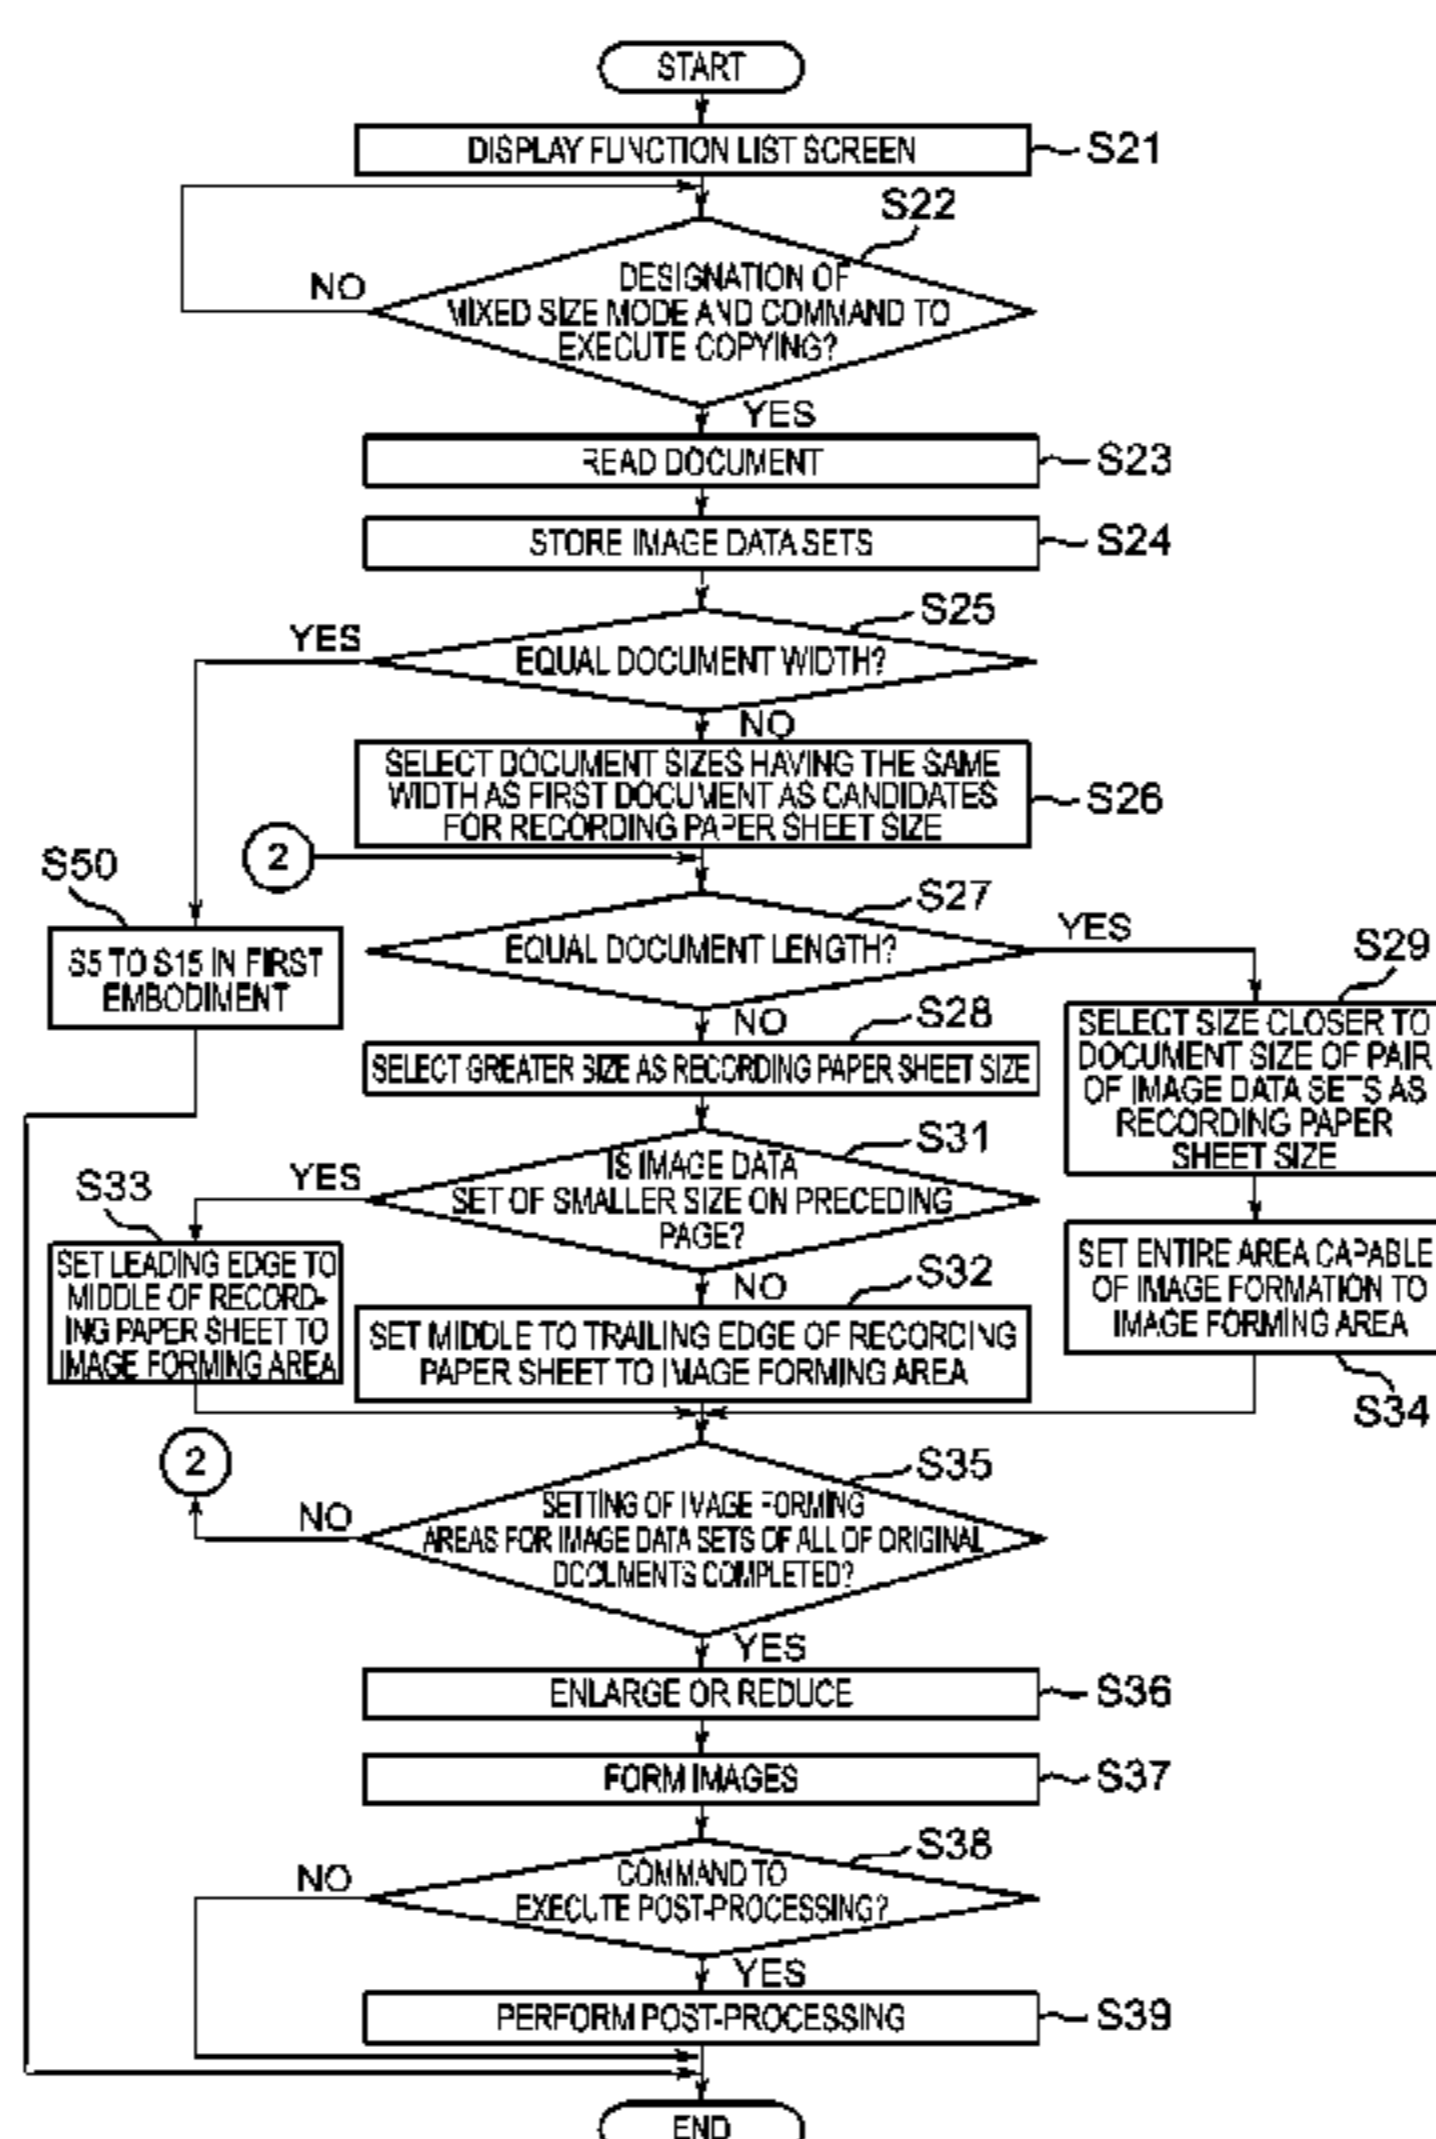 START
DISPLAY FUNCTION LIST SCREEN
S21
S22
NO
DESIGNATION OF
MIXED SIZE MODE AND COMMAND TO
EXECUTE COPYING?
YES
READ DOCUMENT
S23
STORE IMAGE DATA SETS
S24
S25
YES
EQUAL DOCUMENT WIDTH?
NO
SELECT DOCUMENT SIZES HAVING THE SAME
WIDTH AS FIRST DOCUMENT AS CANDIDATES
FOR RECORDING PAPER SHEET SIZE
S26
2
S50
S5 TO S15 IN FIRST
EMBODIMENT
S27
EQUAL DOCUMENT LENGTH?
YES
NO
S28
SELECT GREATER SIZE AS RECORDING PAPER SHEET SIZE
S29
SELECT SIZE CLOSER TO
DOCUMENT SIZE OF PAIR
OF IMAGE DATA SETS AS
RECORDING PAPER
SHEET SIZE
S31
YES
IS IMAGE DATA
SET OF SMALLER SIZE ON PRECEDING
PAGE?
NO
S33
SET LEADING EDGE TO
MIDDLE OF RECORD-
ING PAPER SHEET TO
IMAGE FORMING AREA
S32
SET MIDDLE TO TRAILING EDGE OF RECORDING
PAPER SHEET TO IMAGE FORMING AREA
SET ENTIRE AREA CAPABLE
OF IMAGE FORMATION TO
IMAGE FORMING AREA
S34
2
S35
NO
SETTING OF IMAGE FORMING
AREAS FOR IMAGE DATA SETS OF ALL OF ORIGINAL
DOCUMENTS COMPLETED?
YES
ENLARGE OR REDUCE
S36
FORM IMAGES
S37
S38
NO
COMMAND TO
EXECUTE POST-PROCESSING?
YES
PERFORM POST-PROCESSING
S39
END